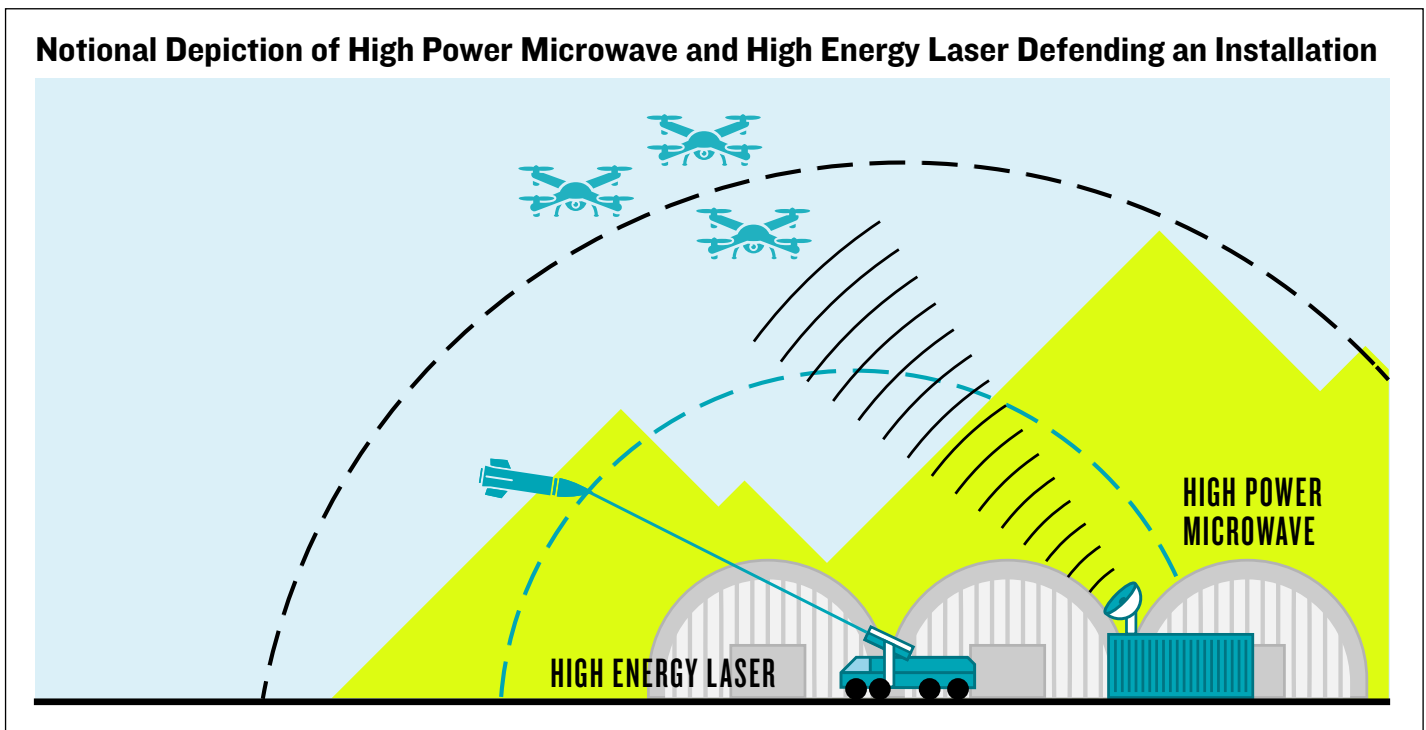 Notional Depiction of High Power Microwave and High Energy Laser Defending an Installation
HIGH POWER
MICROWAVE
HIGH ENERGY LASER